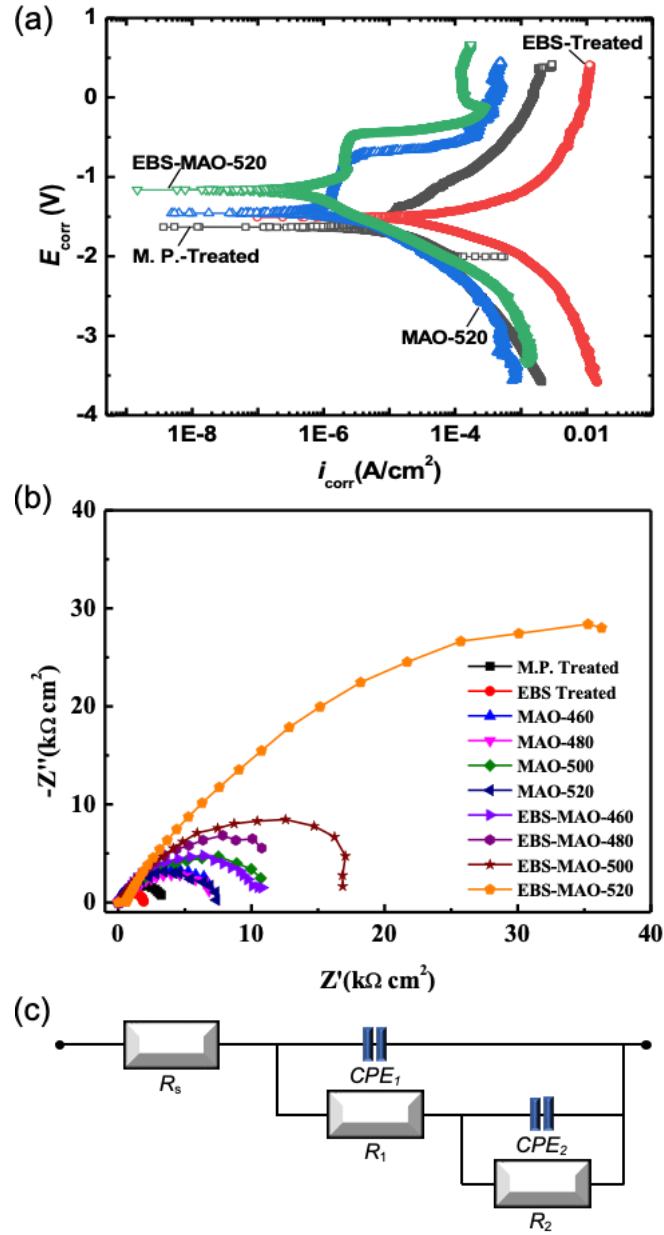 (a)
1
0
-1
-2
-3
-4
E_corr (V)
EBS-Treated
EBS-MAO-520
M. P.-Treated
MAO-520
1E-8
1E-6
1E-4
0.01
i_corr(A/cm²)
(b)
40
30
20
10
0
-Z''(kΩ cm²)
M.P. Treated
EBS Treated
MAO-460
MAO-480
MAO-500
MAO-520
EBS-MAO-460
EBS-MAO-480
EBS-MAO-500
EBS-MAO-520
0
10
20
30
40
Z'(kΩ cm²)
(c)
R_s
CPE_1
R_1
CPE_2
R_2